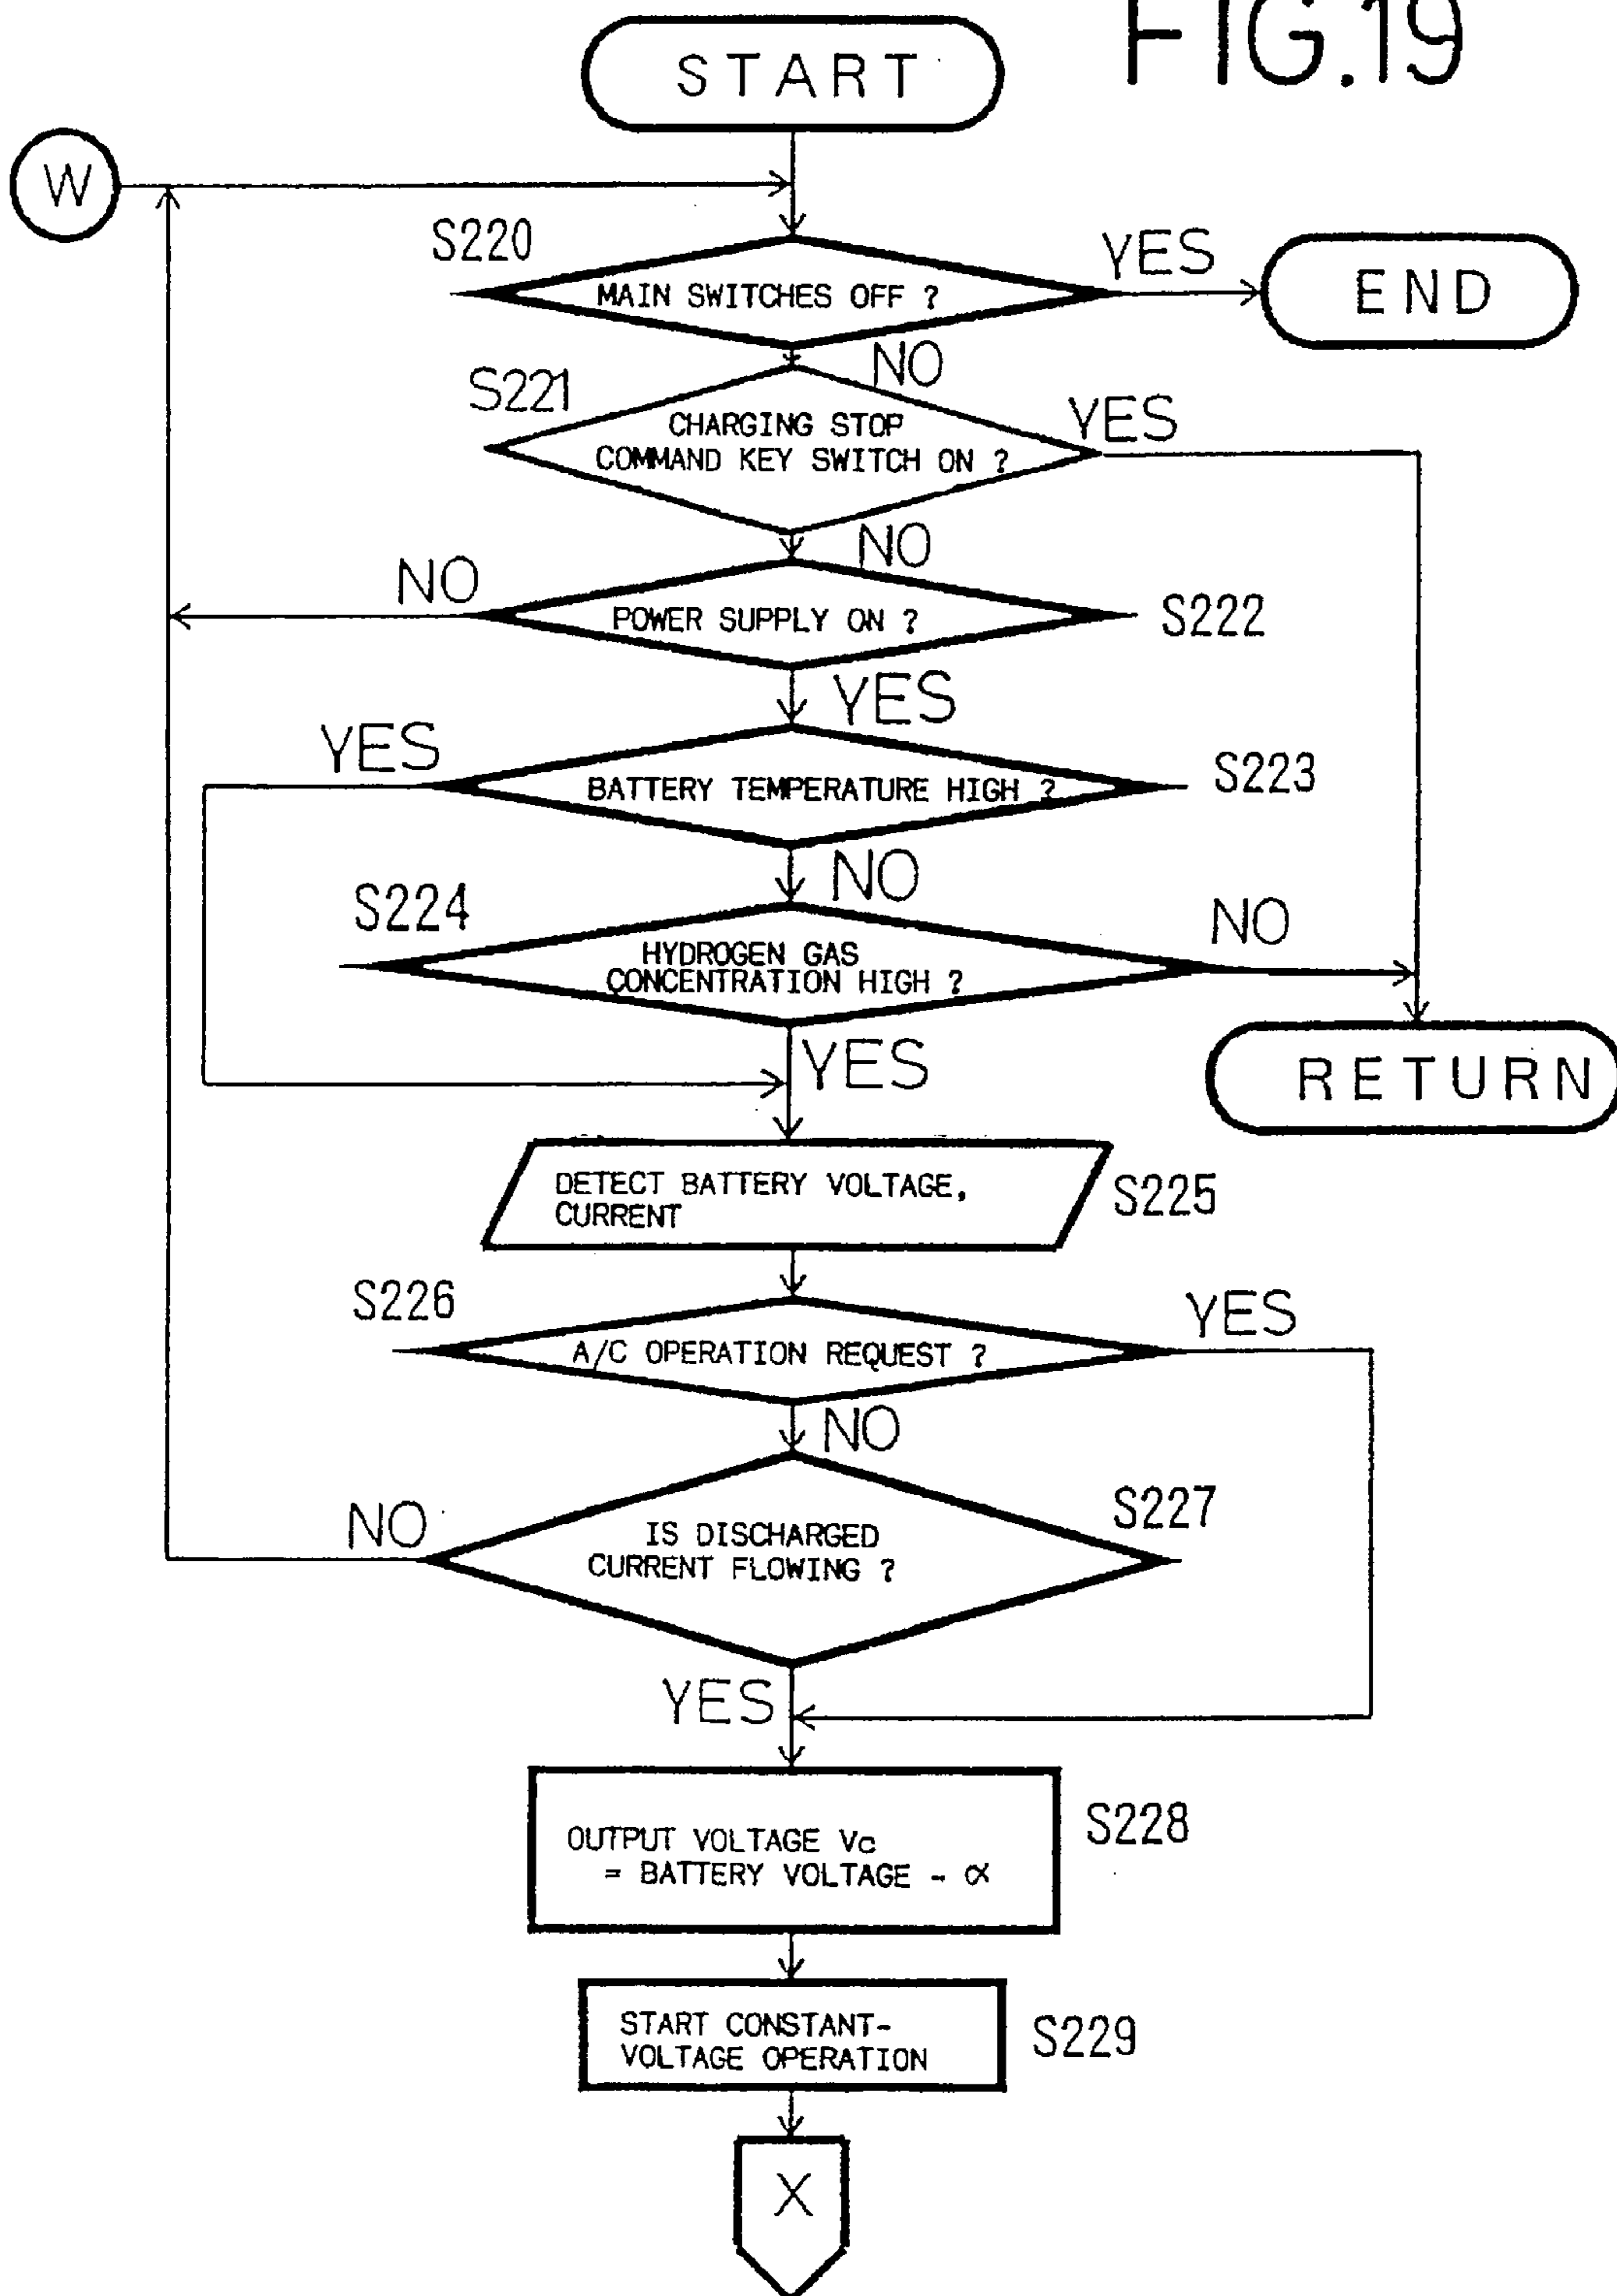 FIG.19
START
W
S220
MAIN SWITCHES OFF ?
YES
END
NO
S221
CHARGING STOP
COMMAND KEY SWITCH ON ?
YES
NO
NO
POWER SUPPLY ON ?
S222
YES
YES
BATTERY TEMPERATURE HIGH ?
S223
NO
S224
HYDROGEN GAS
CONCENTRATION HIGH ?
NO
YES
RETURN
DETECT BATTERY VOLTAGE,
CURRENT
S225
S226
A/C OPERATION REQUEST ?
YES
NO
S227
NO
IS DISCHARGED
CURRENT FLOWING ?
YES
OUTPUT VOLTAGE Vc
= BATTERY VOLTAGE - α
S228
START CONSTANT-
VOLTAGE OPERATION
S229
X